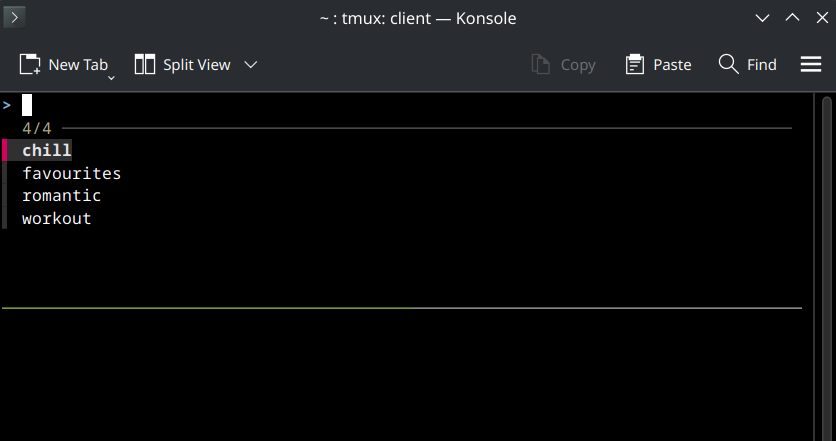 ~ : tmux: client — Konsole
New Tab Split View Copy Paste Find
>
4/4
chill
favourites
romantic
workout